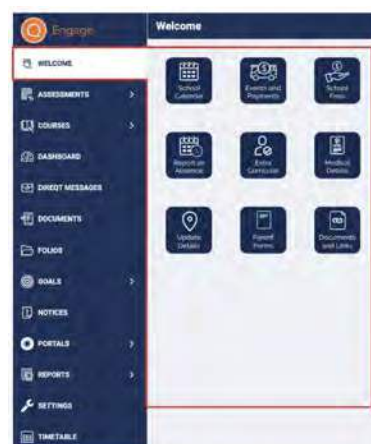 Engage
Welcome
WELCOME
ASSESSMENTS
COURSES
DASHBOARD
DIREQT MESSAGES
DOCUMENTS
FOLIOS
GOALS
NOTICES
PORTALS
REPORTS
SETTINGS
TIMETABLE
School Calendar
Events and Payments
School Fees
Report an Absence
Extra Curricular
Medical Details
Update Details
Parent Forms
Documents and Links